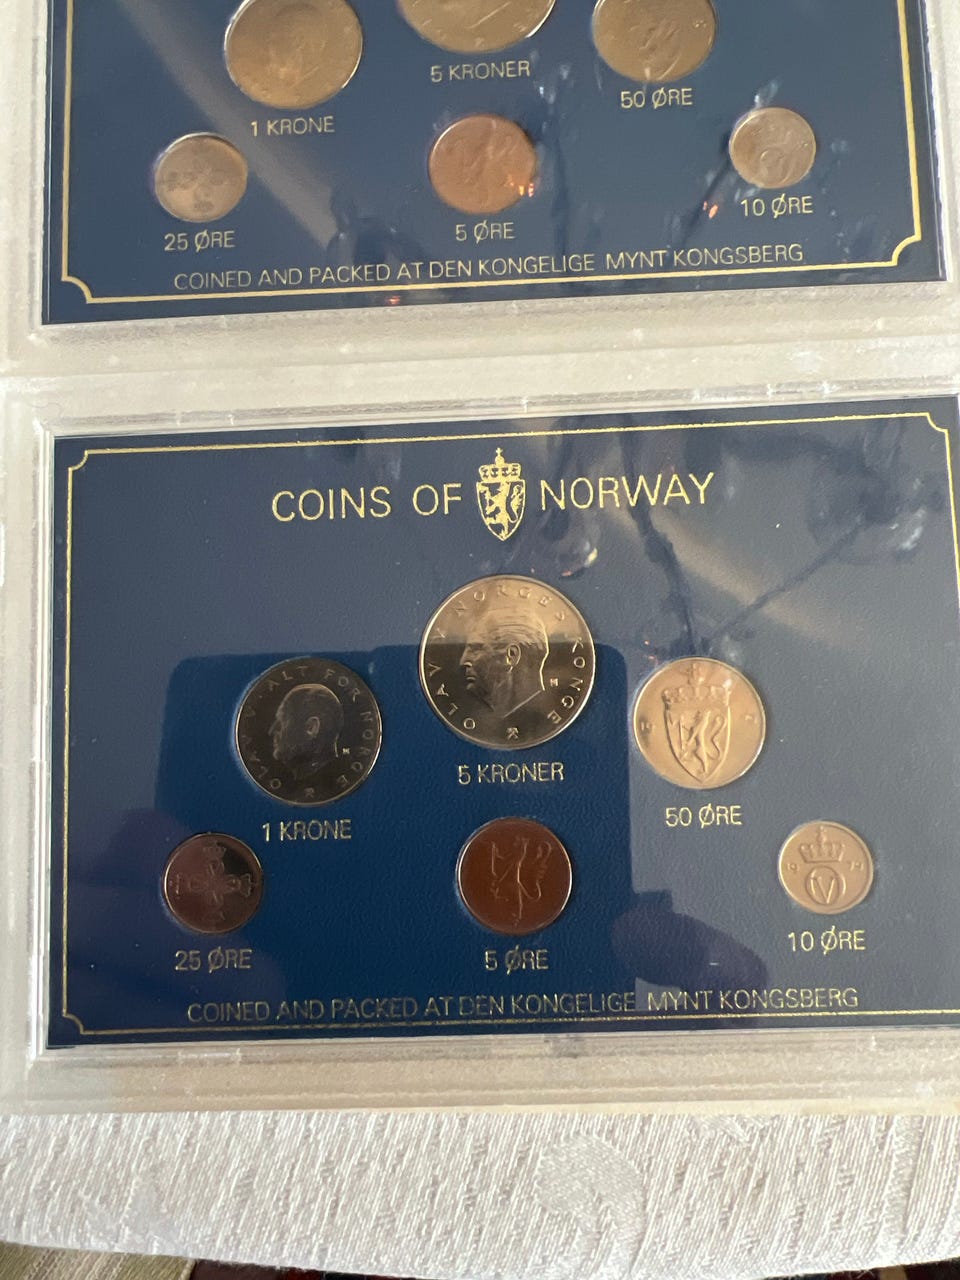 5 KRONER
50 ØRE
1 KRONE
25 ØRE
5 ØRE
10 ØRE
COINED AND PACKED AT DEN KONGELIGE MYNT KONGSBERG
COINS OF NORWAY
OLAV V NORGES KONGE
OLAV V · ALT FOR NORGE
5 KRONER
50 ØRE
1 KRONE
V
25 ØRE
5 ØRE
10 ØRE
COINED AND PACKED AT DEN KONGELIGE MYNT KONGSBERG